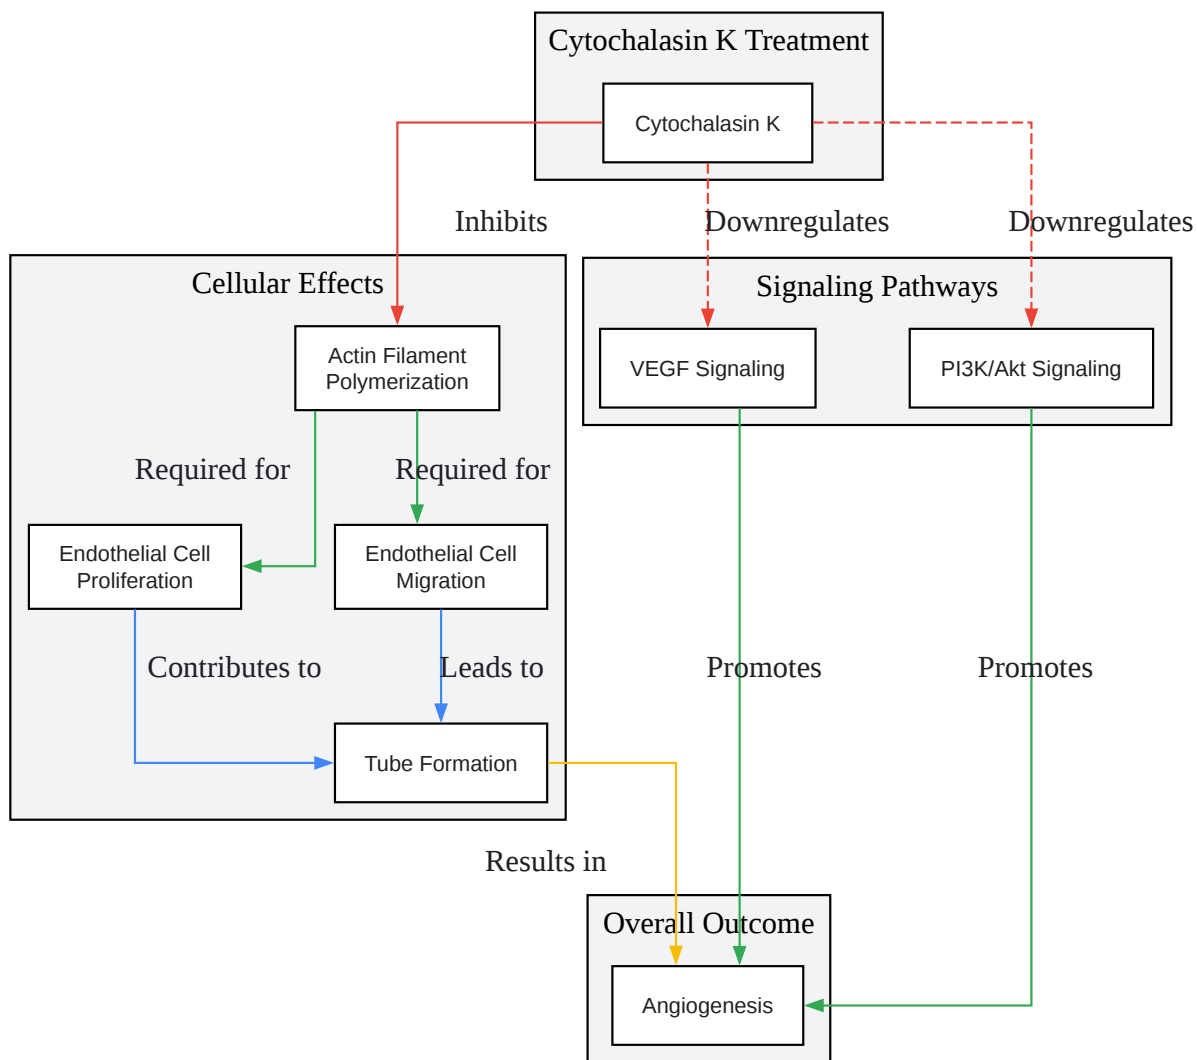 Cytochalasin K Treatment
Cytochalasin K
Inhibits
Downregulates
Downregulates
Cellular Effects
Signaling Pathways
Actin Filament
Polymerization
VEGF Signaling
PI3K/Akt Signaling
Required for
Required for
Endothelial Cell
Proliferation
Endothelial Cell
Migration
Contributes to
Leads to
Promotes
Promotes
Tube Formation
Results in
Overall Outcome
Angiogenesis